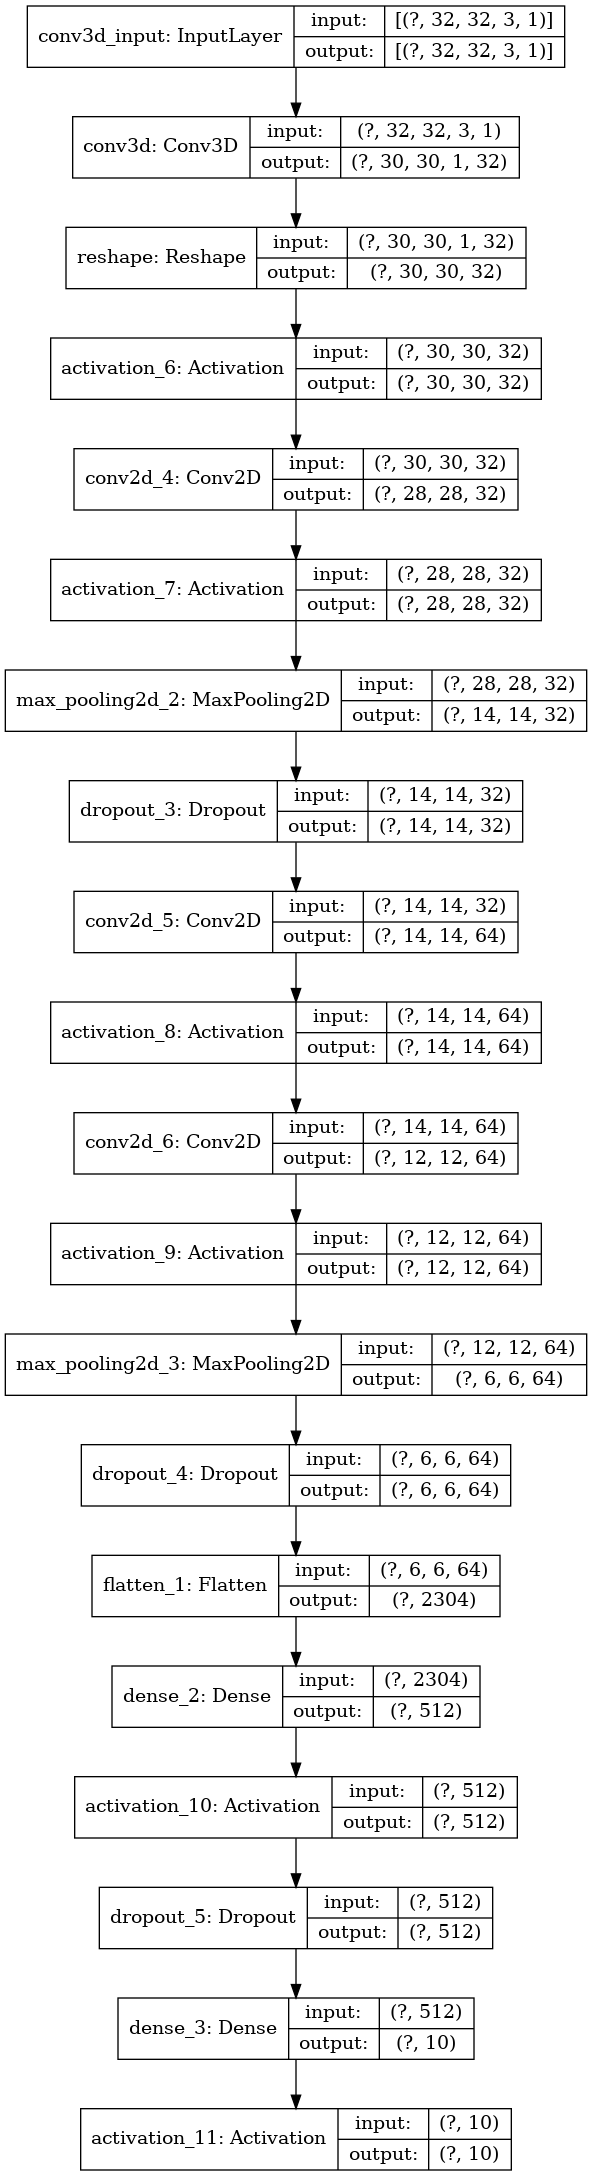 conv3d_input: InputLayer
input: [(?, 32, 32, 3, 1)]
output: [(?, 32, 32, 3, 1)]
conv3d: Conv3D
input: (?, 32, 32, 3, 1)
output: (?, 30, 30, 1, 32)
reshape: Reshape
input: (?, 30, 30, 1, 32)
output: (?, 30, 30, 32)
activation_6: Activation
input: (?, 30, 30, 32)
output: (?, 30, 30, 32)
conv2d_4: Conv2D
input: (?, 30, 30, 32)
output: (?, 28, 28, 32)
activation_7: Activation
input: (?, 28, 28, 32)
output: (?, 28, 28, 32)
max_pooling2d_2: MaxPooling2D
input: (?, 28, 28, 32)
output: (?, 14, 14, 32)
dropout_3: Dropout
input: (?, 14, 14, 32)
output: (?, 14, 14, 32)
conv2d_5: Conv2D
input: (?, 14, 14, 32)
output: (?, 14, 14, 64)
activation_8: Activation
input: (?, 14, 14, 64)
output: (?, 14, 14, 64)
conv2d_6: Conv2D
input: (?, 14, 14, 64)
output: (?, 12, 12, 64)
activation_9: Activation
input: (?, 12, 12, 64)
output: (?, 12, 12, 64)
max_pooling2d_3: MaxPooling2D
input: (?, 12, 12, 64)
output: (?, 6, 6, 64)
dropout_4: Dropout
input: (?, 6, 6, 64)
output: (?, 6, 6, 64)
flatten_1: Flatten
input: (?, 6, 6, 64)
output: (?, 2304)
dense_2: Dense
input: (?, 2304)
output: (?, 512)
activation_10: Activation
input: (?, 512)
output: (?, 512)
dropout_5: Dropout
input: (?, 512)
output: (?, 512)
dense_3: Dense
input: (?, 512)
output: (?, 10)
activation_11: Activation
input: (?, 10)
output: (?, 10)